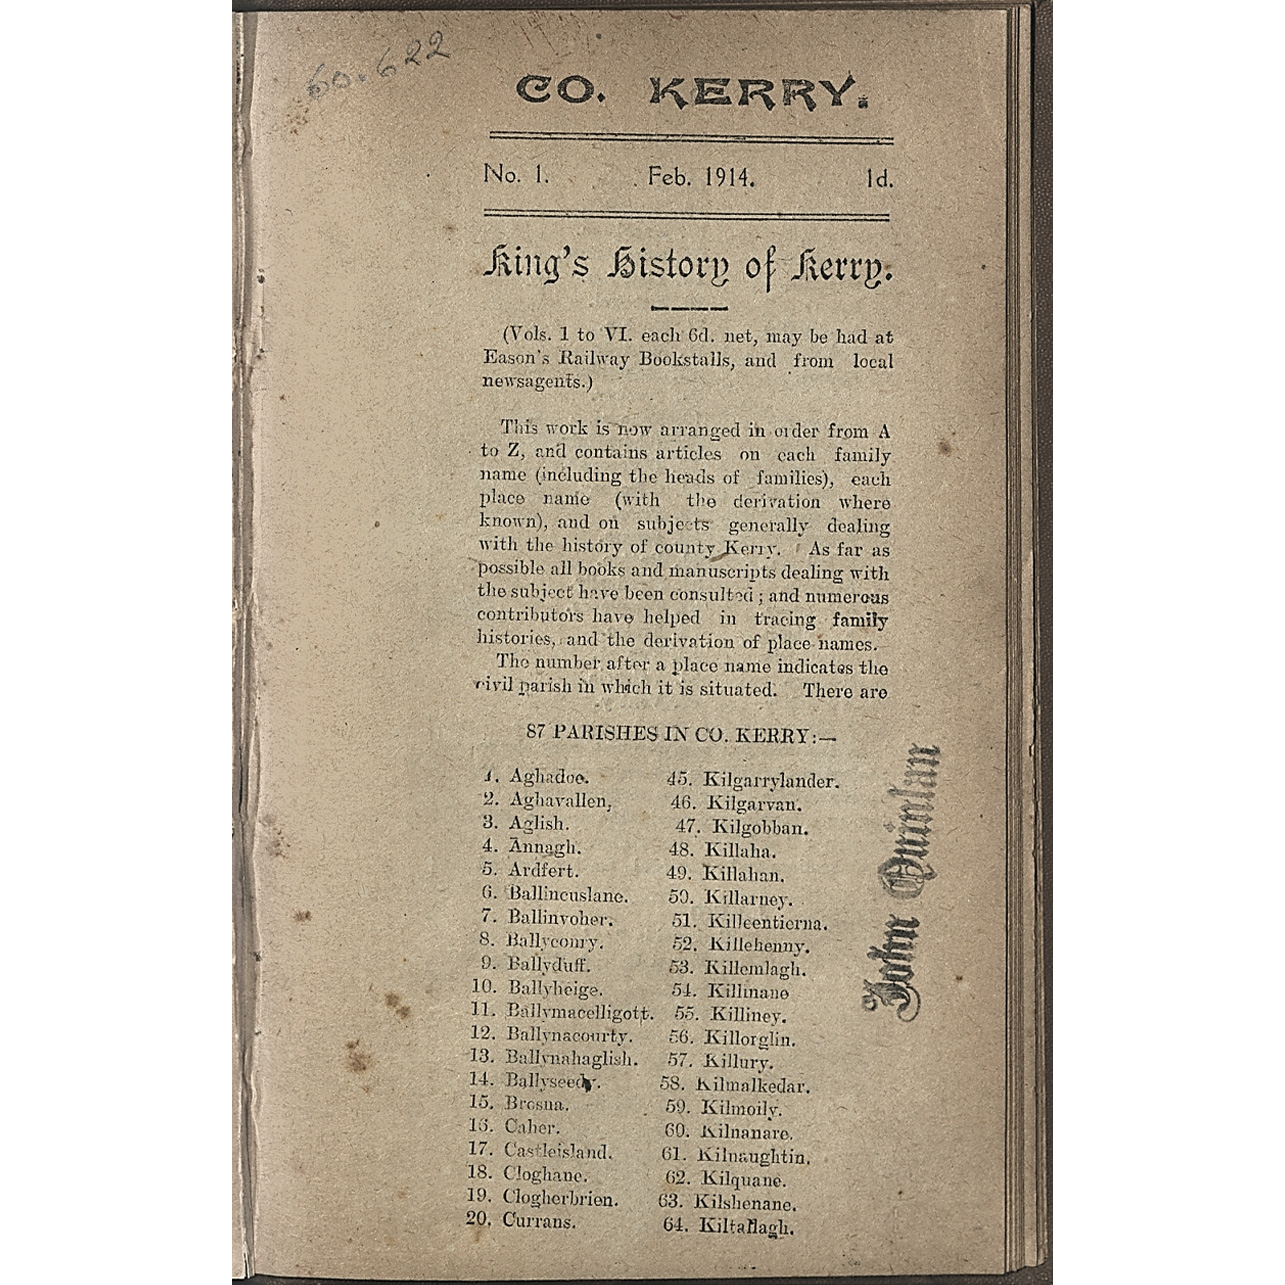 60.622
CO. KERRY.
No. 1. Feb. 1914. 1d.
King's History of Kerry.
(Vols. 1 to VI. each 6d. net, may be had at
Eason's Railway Bookstalls, and from local
newsagents.)
This work is now arranged in order from A
to Z, and contains articles on each family
name (including the heads of families), each
place name (with the derivation where
known), and on subjects generally dealing
with the history of county Kerry. As far as
possible all books and manuscripts dealing with
the subject have been consulted; and numerous
contributors have helped in tracing family
histories, and the derivation of place names.
The number after a place name indicates the
civil parish in which it is situated. There are
87 PARISHES IN CO. KERRY:—
1. Aghadoe.
2. Aghavallen,
3. Aglish.
4. Annagh.
5. Ardfert.
6. Ballincuslane.
7. Ballinvoher.
8. Ballyconry.
9. Ballyduff.
10. Ballyheige.
11. Ballymacelligott.
12. Ballynacourty.
13. Ballynahaglish.
14. Ballyseedy.
15. Brosna.
16. Caher.
17. Castleisland.
18. Cloghane.
19. Clogherbrien.
20. Currans.
45. Kilgarrylander.
46. Kilgarvan.
47. Kilgobban.
48. Killaha.
49. Killahan.
50. Killarney.
51. Killeentierna.
52. Killehenny.
53. Killemlagh.
54. Killinane
55. Killiney.
56. Killorglin.
57. Killury.
58. Kilmalkedar.
59. Kilmoily.
60. Kilnanare.
61. Kilnaughtin.
62. Kilquane.
63. Kilshenane.
64. Kiltallagh.
John Quinlan